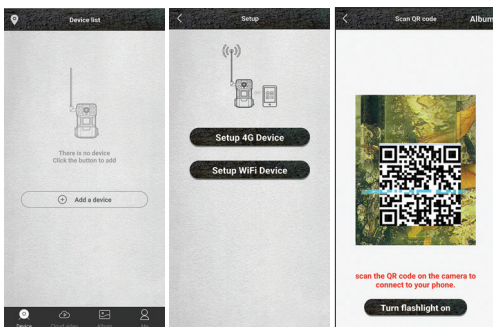 Device list
There is no device
Click the button to add
Add a device
Device
Cloud video
Album
Me
Setup
Setup 4G Device
Setup WiFi Device
Scan QR code
Album
scan the QR code on the camera to
connect to your phone.
Turn flashlight on